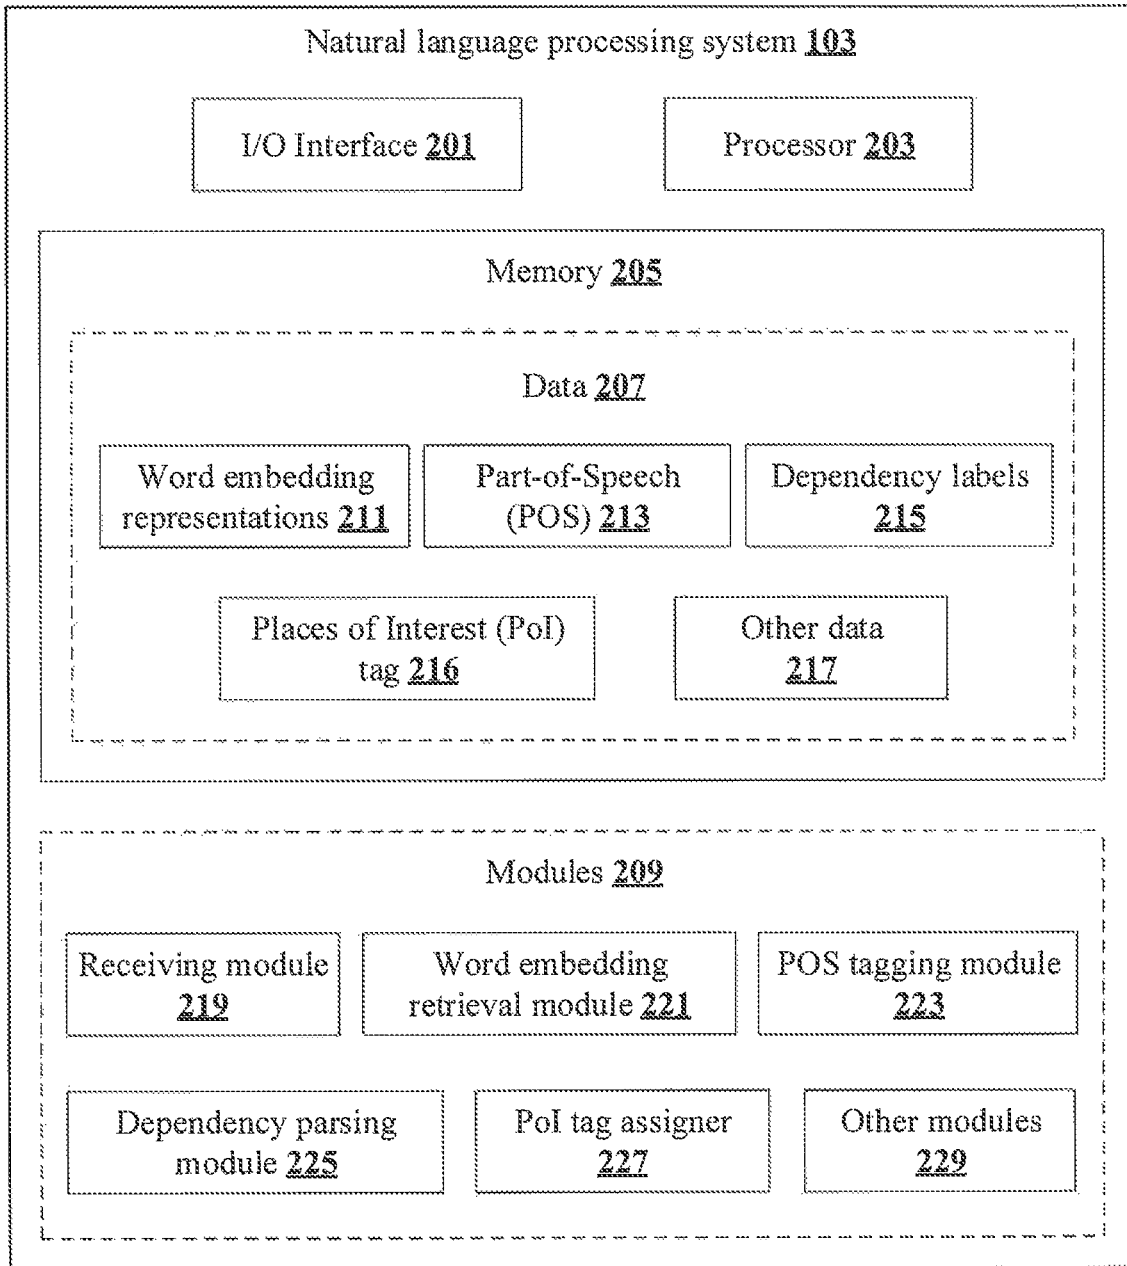 Natural language processing system 103
I/O Interface 201
Processor 203
Memory 205
Data 207
Word embedding
representations 211
Part-of-Speech
(POS) 213
Dependency labels
215
Places of Interest (PoI)
tag 216
Other data
217
Modules 209
Receiving module
219
Word embedding
retrieval module 221
POS tagging module
223
Dependency parsing
module 225
PoI tag assigner
227
Other modules
229